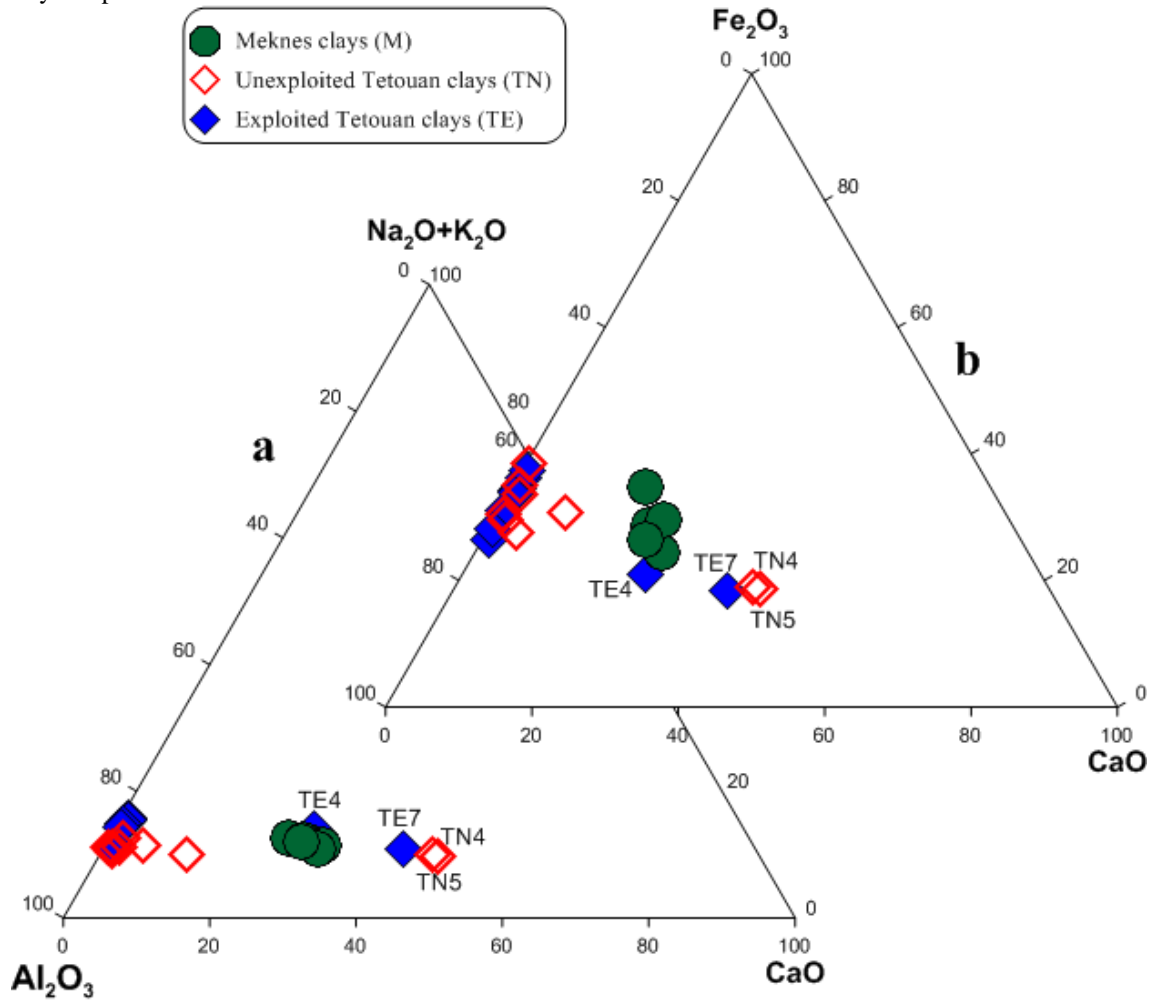 Meknes clays (M)
Unexploited Tetouan clays (TN)
Exploited Tetouan clays (TE)
Fe₂O₃
0 100
20
80
Na₂O+K₂O
0 100
40
60
b
20
80
a
60
40
40
80
20
TE7 TN4
TE4
TN5
60
100
0
0 20 40 60 80 100
CaO
80
20
TE4
TE7
TN4
TN5
100
0
0 20 40 60 80 100
Al₂O₃
CaO